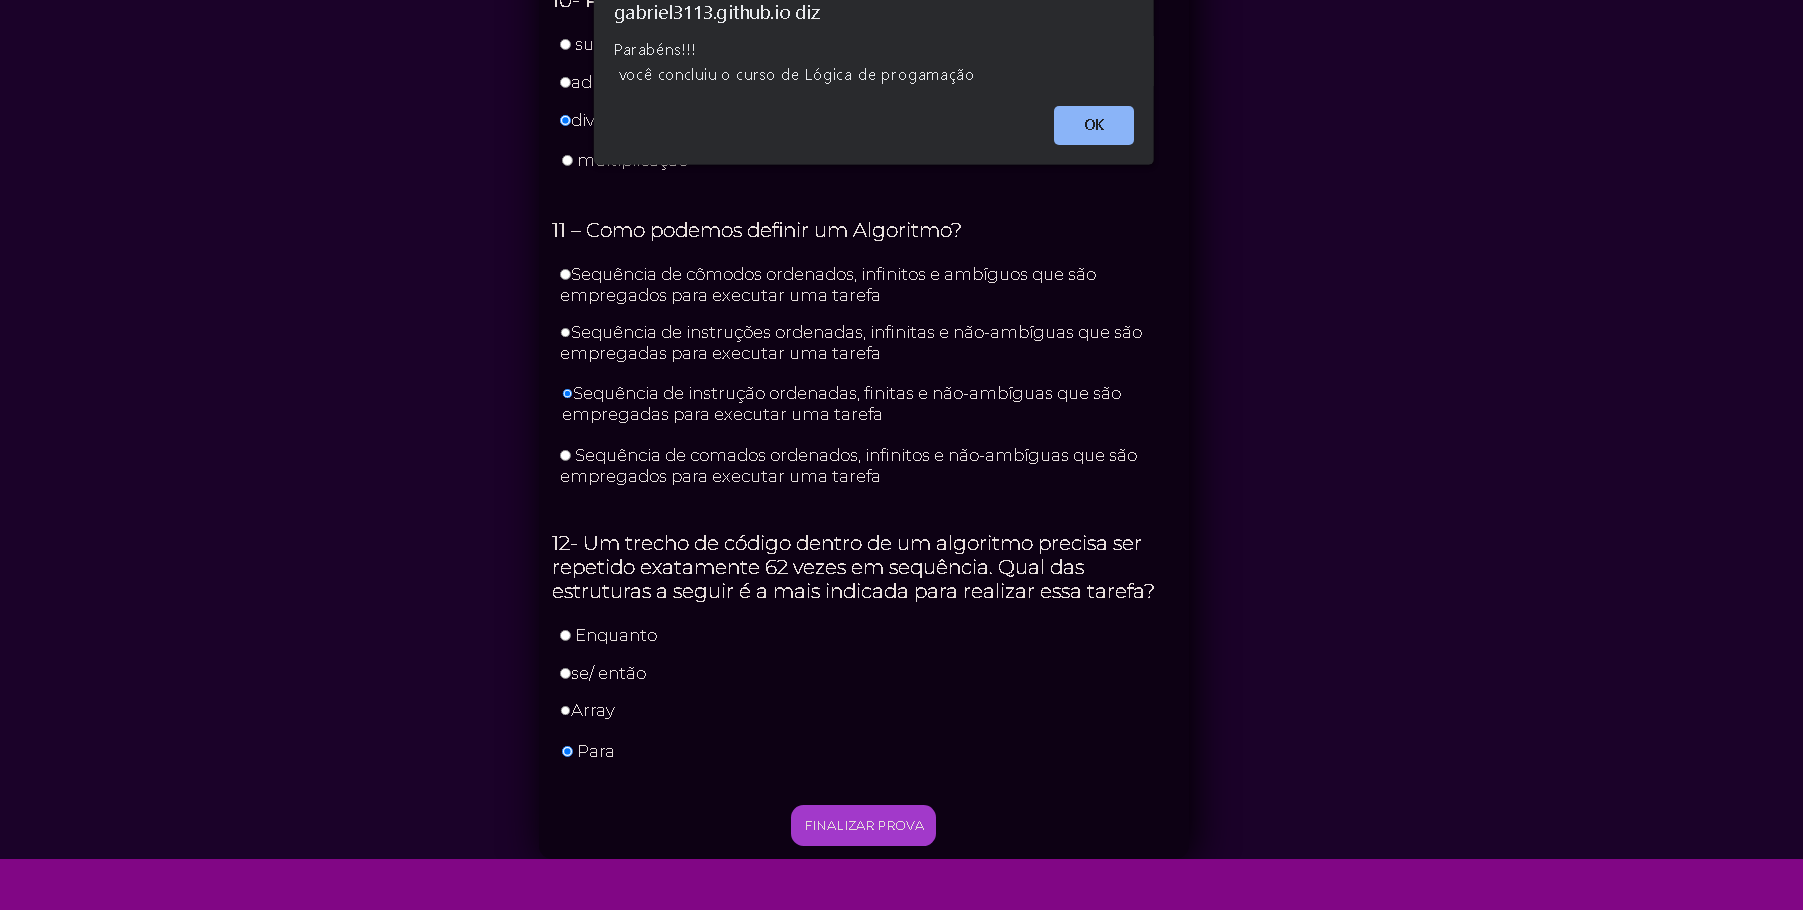 10-
gabriel3113.github.io diz
Parabéns!!!
você concluiu o curso de Lógica de progamação
OK
su
ad
div
11 – Como podemos definir um Algoritmo?
Sequência de cômodos ordenados, infinitos e ambíguos que são
empregados para executar uma tarefa
Sequência de instruções ordenadas, infinitas e não-ambíguas que são
empregadas para executar uma tarefa
Sequência de instrução ordenadas, finitas e não-ambíguas que são
empregadas para executar uma tarefa
Sequência de comados ordenados, infinitos e não-ambíguas que são
empregados para executar uma tarefa
12- Um trecho de código dentro de um algoritmo precisa ser
repetido exatamente 62 vezes em sequência. Qual das
estruturas a seguir é a mais indicada para realizar essa tarefa?
Enquanto
se/ então
Array
Para
FINALIZAR PROVA